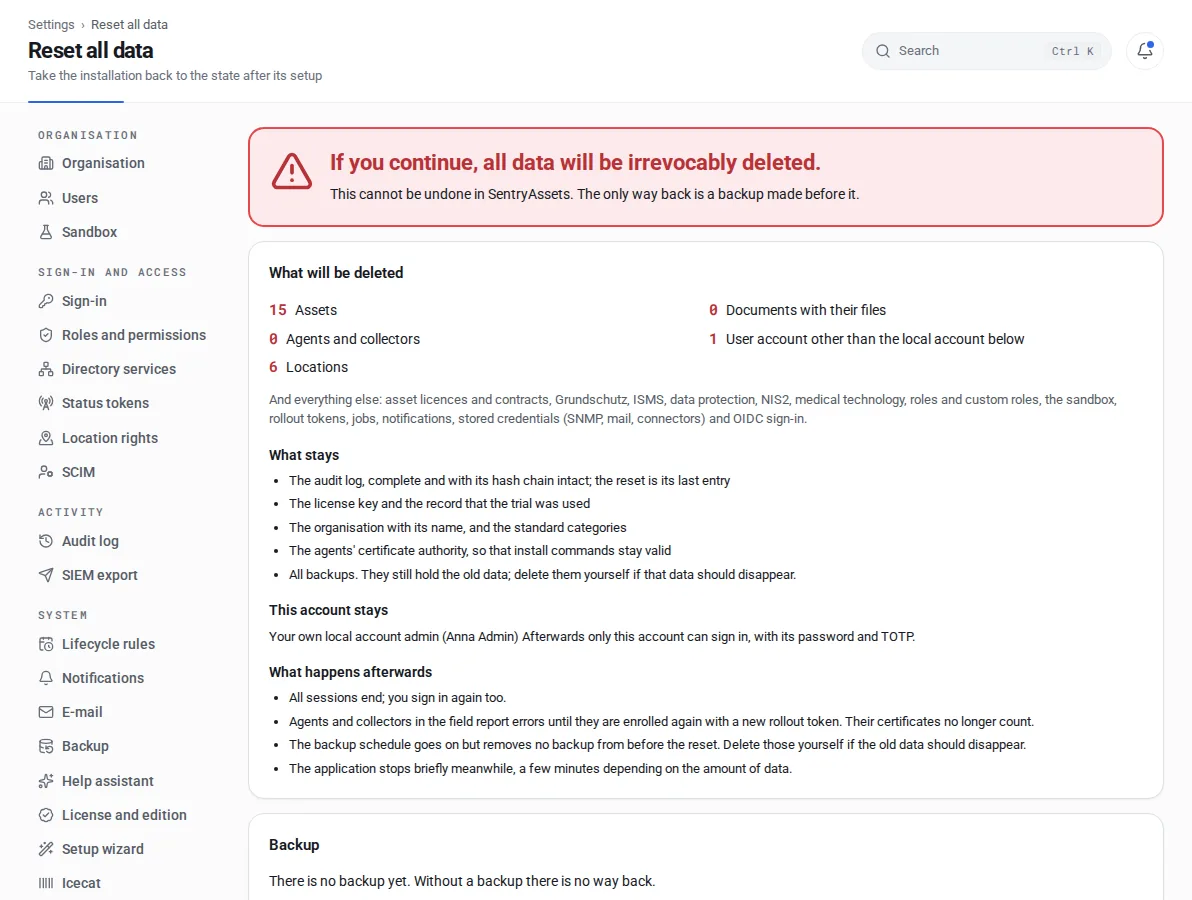 Settings › Reset all data
Reset all data
Take the installation back to the state after its setup
Search
Ctrl K
ORGANISATION
Organisation
Users
Sandbox
SIGN-IN AND ACCESS
Sign-in
Roles and permissions
Directory services
Status tokens
Location rights
SCIM
ACTIVITY
Audit log
SIEM export
SYSTEM
Lifecycle rules
Notifications
E-mail
Backup
Help assistant
License and edition
Setup wizard
Icecat
If you continue, all data will be irrevocably deleted.
This cannot be undone in SentryAssets. The only way back is a backup made before it.
What will be deleted
15 Assets
0 Documents with their files
0 Agents and collectors
1 User account other than the local account below
6 Locations
And everything else: asset licences and contracts, Grundschutz, ISMS, data protection, NIS2, medical technology, roles and custom roles, the sandbox,
rollout tokens, jobs, notifications, stored credentials (SNMP, mail, connectors) and OIDC sign-in.
What stays
• The audit log, complete and with its hash chain intact; the reset is its last entry
• The license key and the record that the trial was used
• The organisation with its name, and the standard categories
• The agents' certificate authority, so that install commands stay valid
• All backups. They still hold the old data; delete them yourself if that data should disappear.
This account stays
Your own local account admin (Anna Admin) Afterwards only this account can sign in, with its password and TOTP.
What happens afterwards
• All sessions end; you sign in again too.
• Agents and collectors in the field report errors until they are enrolled again with a new rollout token. Their certificates no longer count.
• The backup schedule goes on but removes no backup from before the reset. Delete those yourself if the old data should disappear.
• The application stops briefly meanwhile, a few minutes depending on the amount of data.
Backup
There is no backup yet. Without a backup there is no way back.